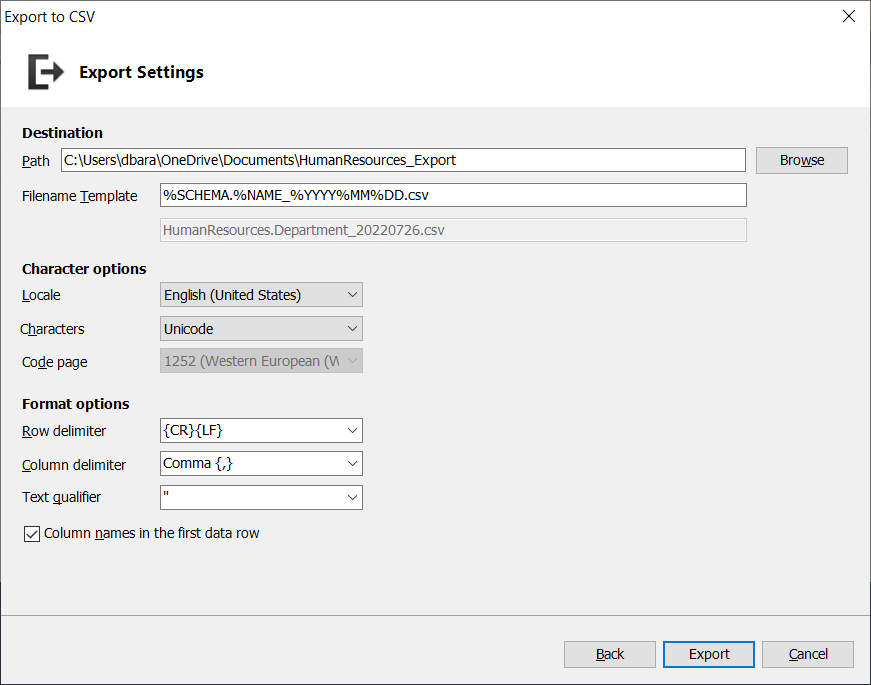 Export to CSV
Export Settings
Destination
Path C:\Users\dbara\OneDrive\Documents\HumanResources_Export Browse
Filename Template %SCHEMA.%NAME_%YYYY%MM%DD.csv
HumanResources.Department_20220726.csv
Character options
Locale English (United States)
Characters Unicode
Code page 1252 (Western European (W
Format options
Row delimiter {CR}{LF}
Column delimiter Comma {,}
Text qualifier "
Column names in the first data row
Back Export Cancel